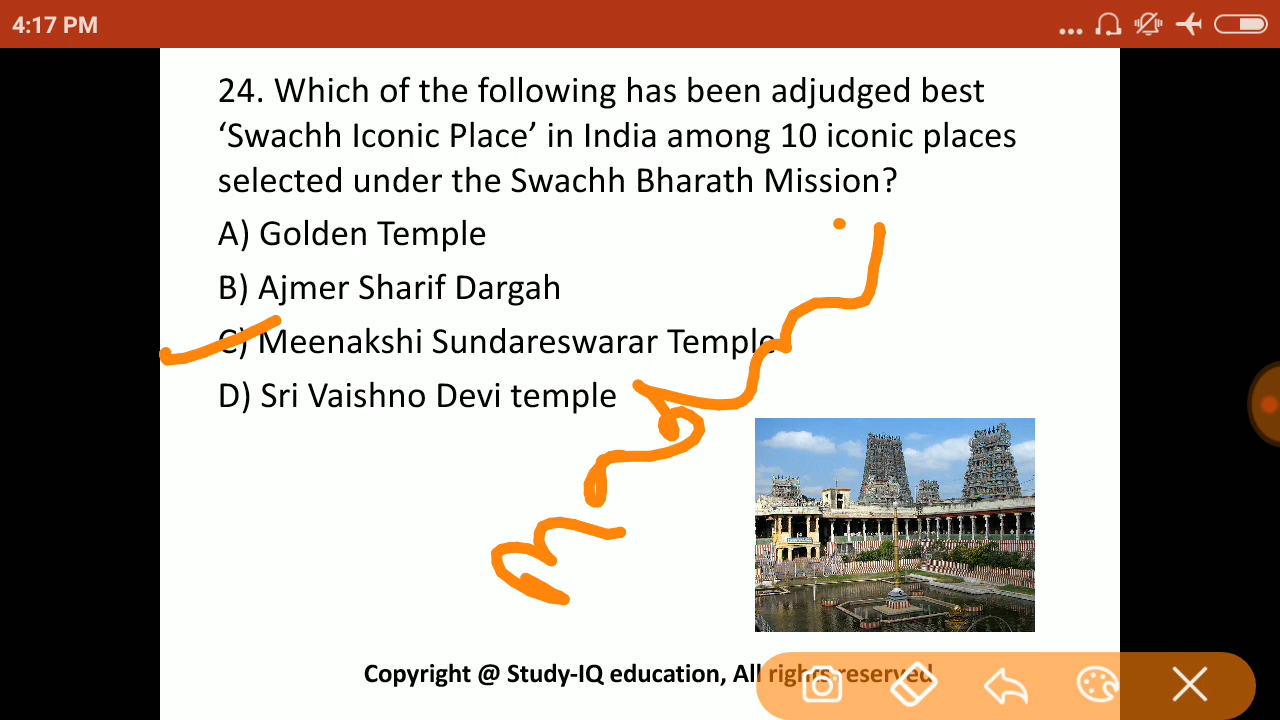 4:17 PM
24. Which of the following has been adjudged best
‘Swachh Iconic Place’ in India among 10 iconic places
selected under the Swachh Bharath Mission?
A) Golden Temple
B) Ajmer Sharif Dargah
C) Meenakshi Sundareswarar Temple
D) Sri Vaishno Devi temple
Copyright @ Study-IQ education, All rights reserved